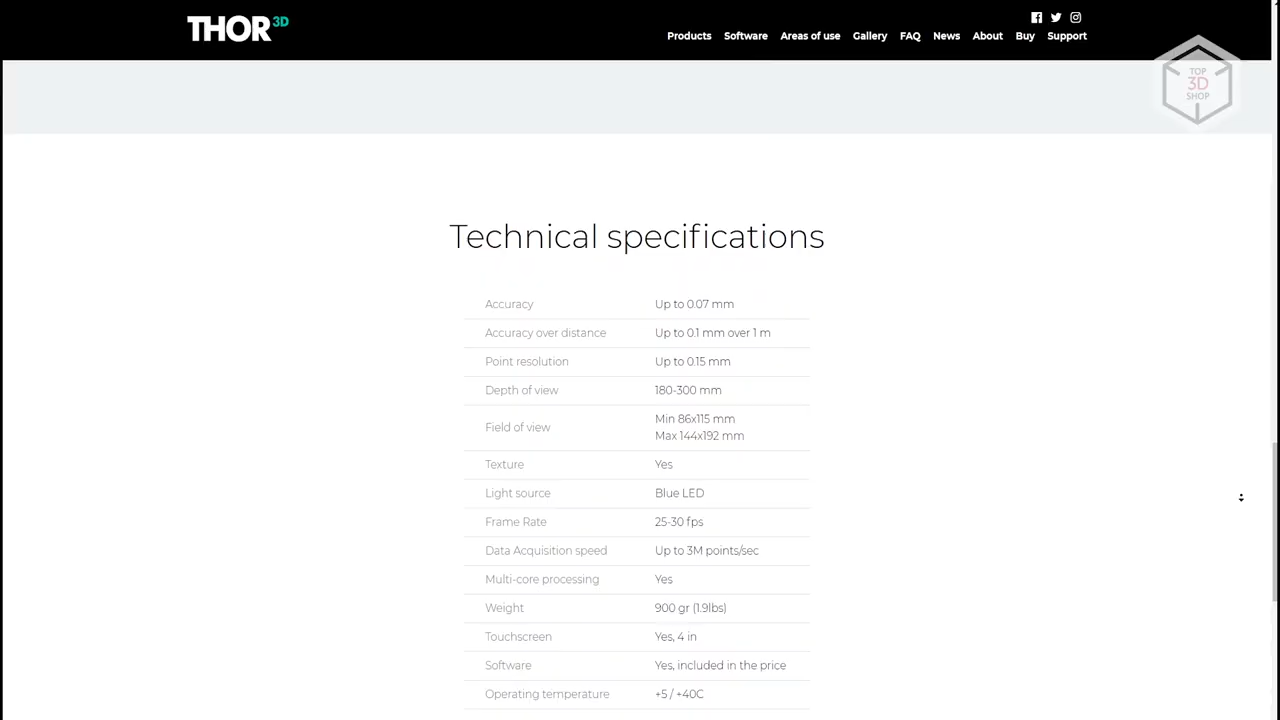 THOR 3D
Products Software Areas of use Gallery FAQ News About Buy Support
TOP
3D
SHOP
Technical specifications
Accuracy Up to 0.07 mm
Accuracy over distance Up to 0.1 mm over 1 m
Point resolution Up to 0.15 mm
Depth of view 180-300 mm
Field of view Min 86x115 mm
Max 144x192 mm
Texture Yes
Light source Blue LED
Frame Rate 25-30 fps
Data Acquisition speed Up to 3M points/sec
Multi-core processing Yes
Weight 900 gr (1.9lbs)
Touchscreen Yes, 4 in
Software Yes, included in the price
Operating temperature +5 / +40C